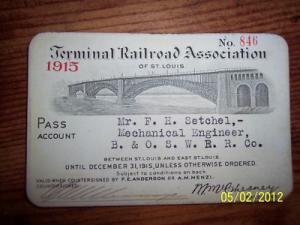 No. 846
Terminal Railroad Association
1915
OF ST. LOUIS
PASS
ACCOUNT
Mr. F. H. Setchel,-
Mechanical Engineer,
B. & O. S. W. R. R. Co.
BETWEEN ST. LOUIS AND EAST ST. LOUIS
UNTIL DECEMBER 31, 1915, UNLESS OTHERWISE ORDERED.
Subject to conditions on back
VALID WHEN COUNTERSIGNED BY F. E. ANDERSON OR A. H. MENZI.
COUNTERSIGNED:
05/02/2012